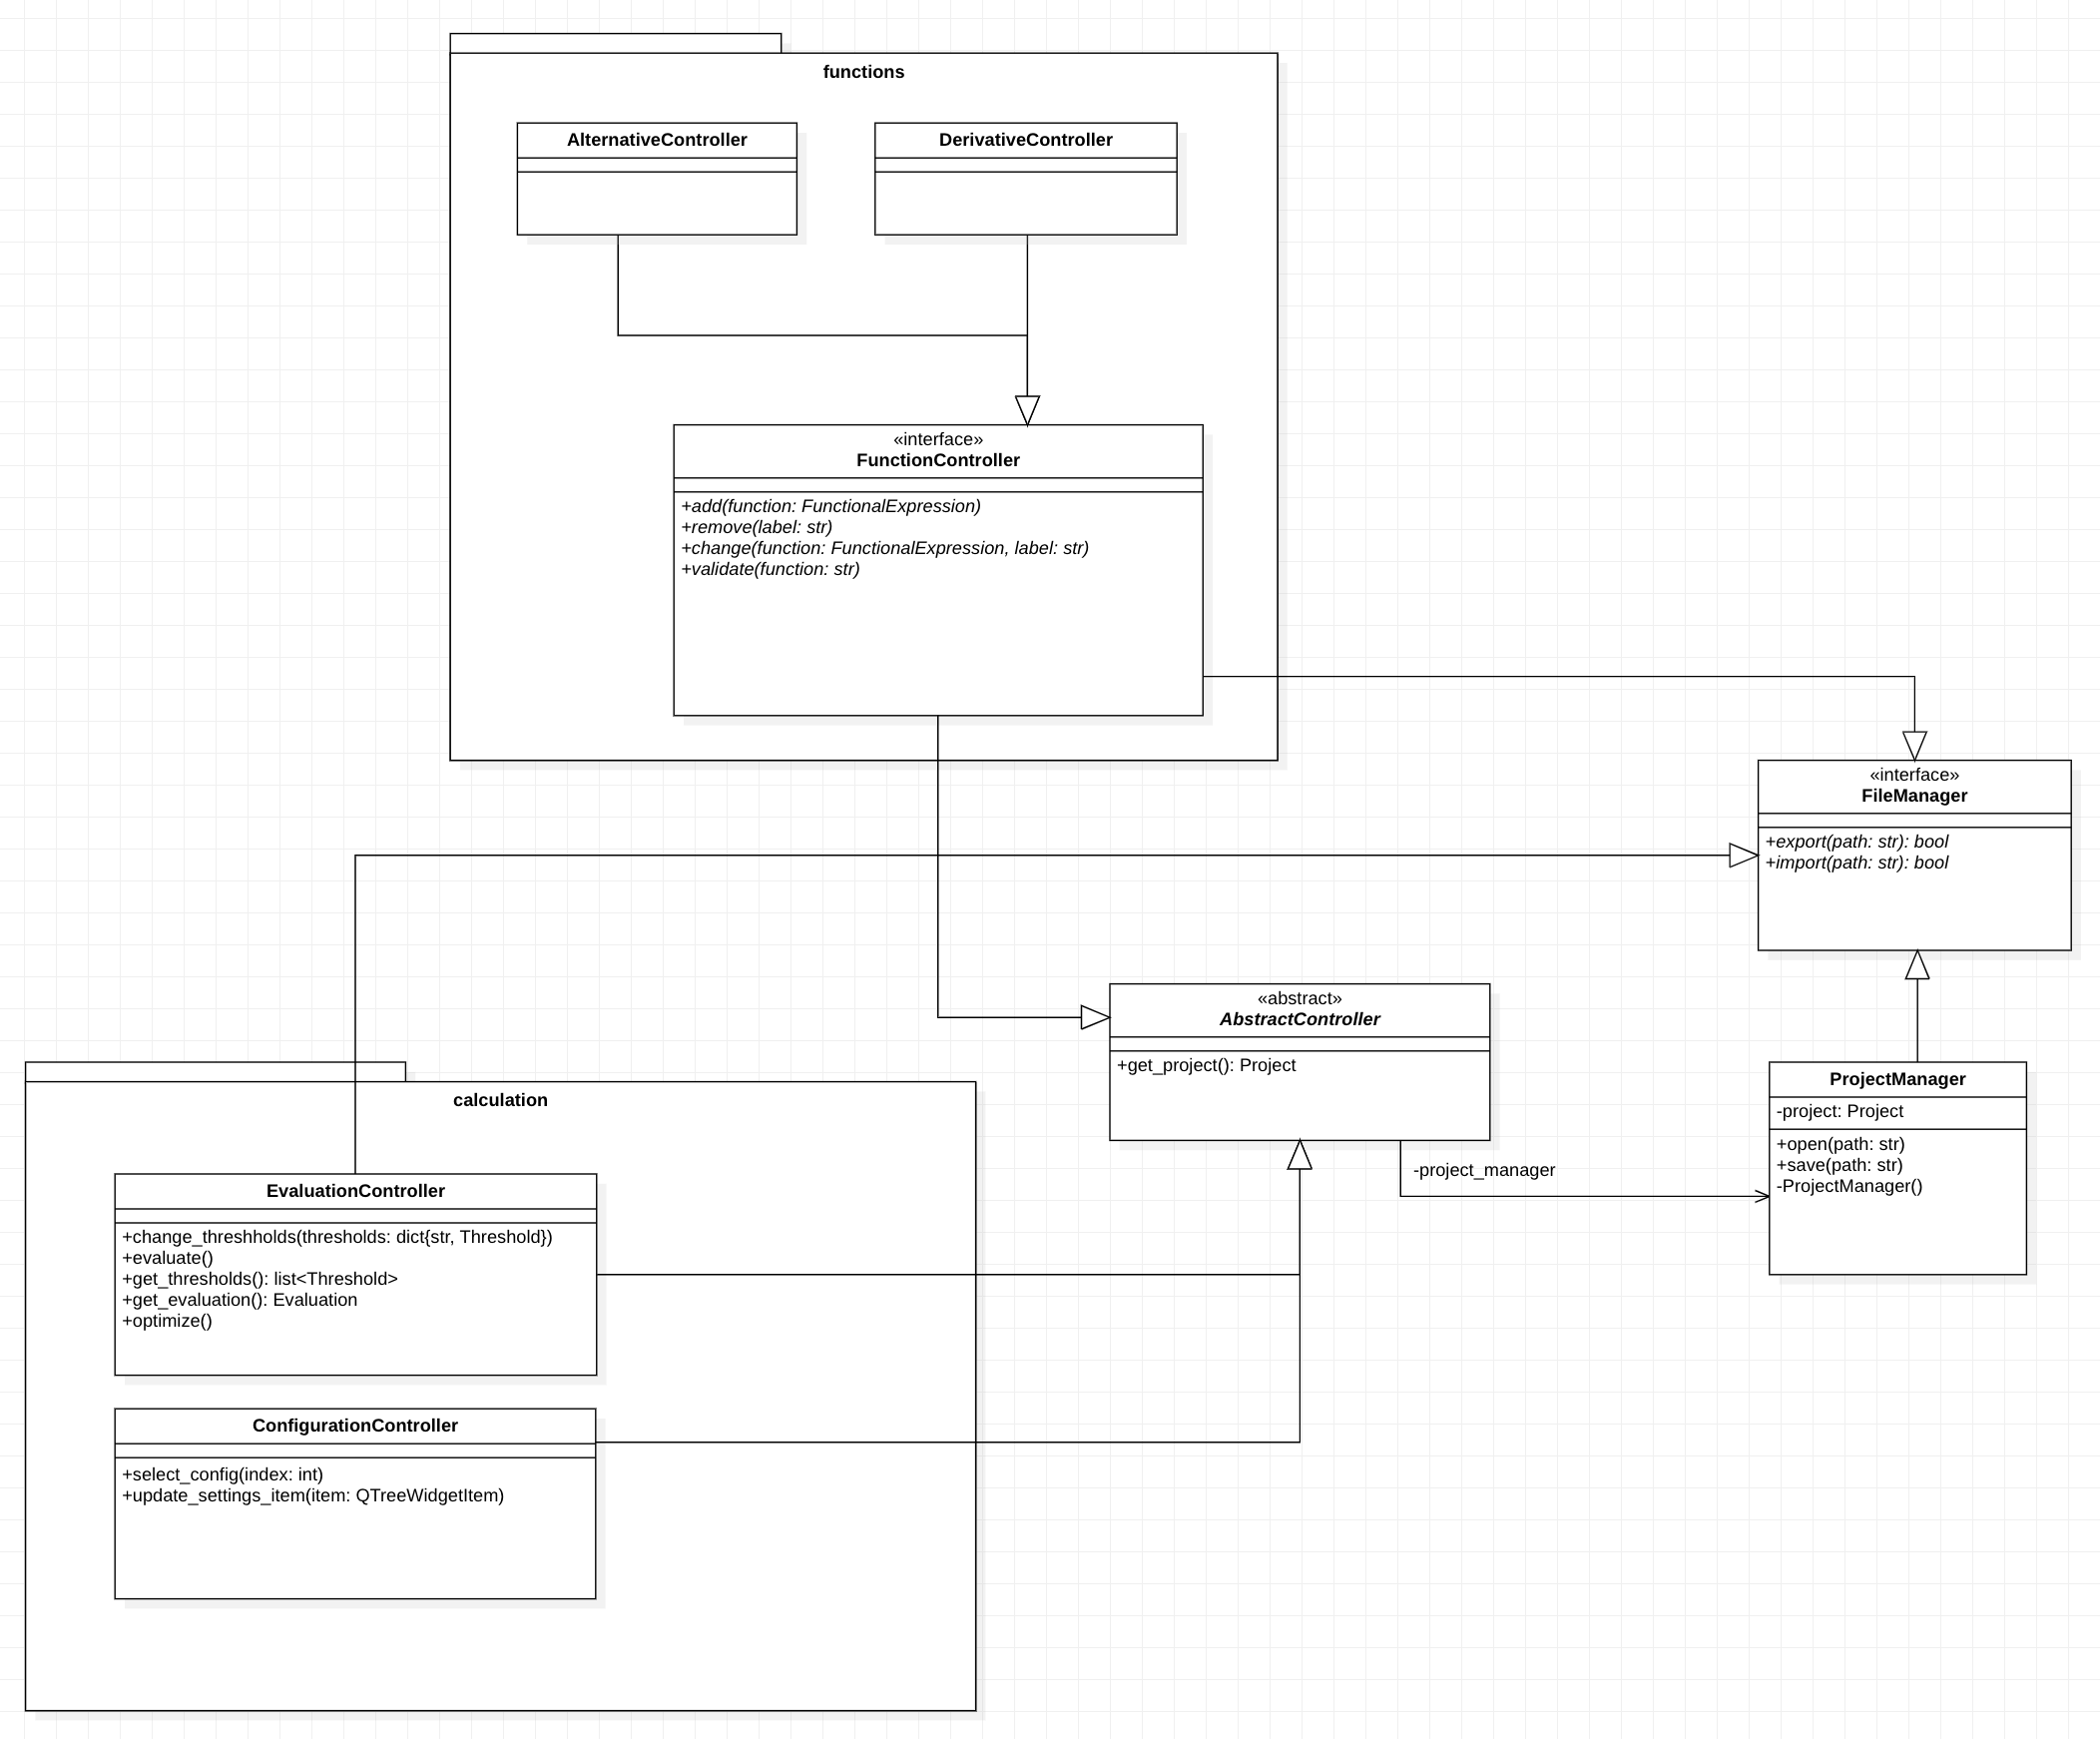 functions
AlternativeController
DerivativeController
«interface»
FunctionController
+add(function: FunctionalExpression)
+remove(label: str)
+change(function: FunctionalExpression, label: str)
+validate(function: str)
«interface»
FileManager
+export(path: str): bool
+import(path: str): bool
«abstract»
AbstractController
+get_project(): Project
-project_manager
ProjectManager
-project: Project
+open(path: str)
+save(path: str)
-ProjectManager()
calculation
EvaluationController
+change_threshholds(thresholds: dict{str, Threshold})
+evaluate()
+get_thresholds(): list<Threshold>
+get_evaluation(): Evaluation
+optimize()
ConfigurationController
+select_config(index: int)
+update_settings_item(item: QTreeWidgetItem)